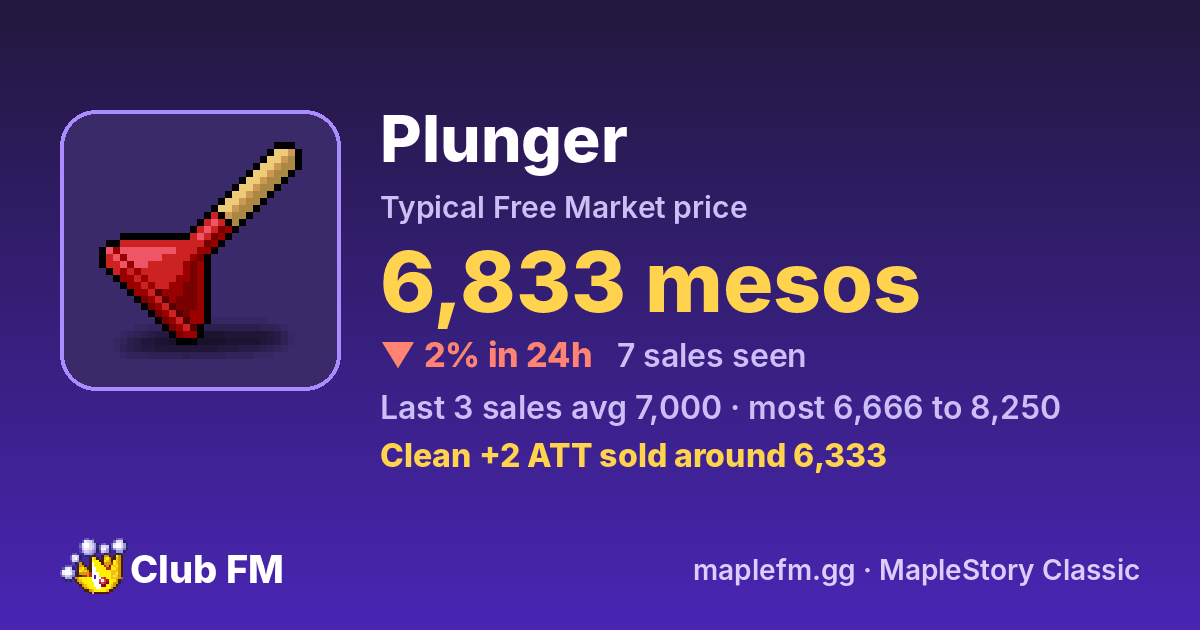 Plunger
Typical Free Market price
6,833 mesos
▼ 2% in 24h 7 sales seen
Last 3 sales avg 7,000 · most 6,666 to 8,250
Clean +2 ATT sold around 6,333
Club FM
maplefm.gg · MapleStory Classic